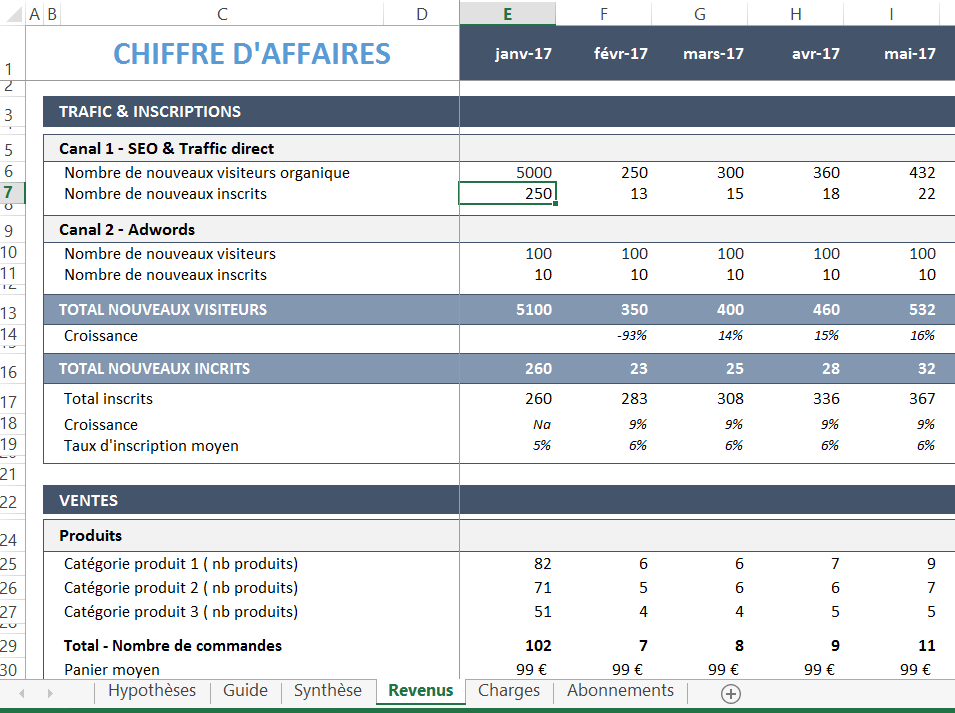 A B C D E F G H I
1 CHIFFRE D'AFFAIRES janv-17 févr-17 mars-17 avr-17 mai-17
2
3 TRAFIC & INSCRIPTIONS
5 Canal 1 - SEO & Traffic direct
6 Nombre de nouveaux visiteurs organique 5000 250 300 360 432
7 Nombre de nouveaux inscrits 250 13 15 18 22
8
9 Canal 2 - Adwords
10 Nombre de nouveaux visiteurs 100 100 100 100 100
11 Nombre de nouveaux inscrits 10 10 10 10 10
12
13 TOTAL NOUVEAUX VISITEURS 5100 350 400 460 532
14 Croissance -93% 14% 15% 16%
16 TOTAL NOUVEAUX INCRITS 260 23 25 28 32
17 Total inscrits 260 283 308 336 367
18 Croissance Na 9% 9% 9% 9%
19 Taux d'inscription moyen 5% 6% 6% 6% 6%
21
22 VENTES
24 Produits
25 Catégorie produit 1 ( nb produits) 82 6 6 7 9
26 Catégorie produit 2 ( nb produits) 71 5 6 6 7
27 Catégorie produit 3 ( nb produits) 51 4 4 5 5
29 Total - Nombre de commandes 102 7 8 9 11
30 Panier moyen 99 € 99 € 99 € 99 € 99 €
Hypothèses Guide Synthèse Revenus Charges Abonnements